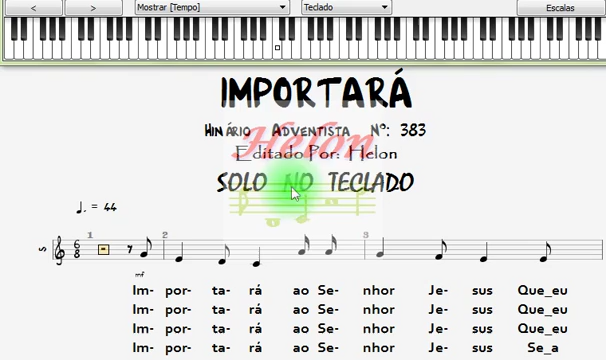 < > Mostrar [Tempo] Teclado Escalas
IMPORTARÁ
Hinário Adventista Nº: 383
Helon
Editado Por: Helon
SOLO NO TECLADO
♩. = 44
1 2 3
S 6/8
mf
Im- por- ta- rá ao Se- nhor Je- sus Que_eu
Im- por- ta- rá ao Se- nhor Je- sus Que_eu
Im- por- ta- rá ao Se- nhor Je- sus Que_eu
Im- por- ta- rá ao Se- nhor Je- sus Se_a